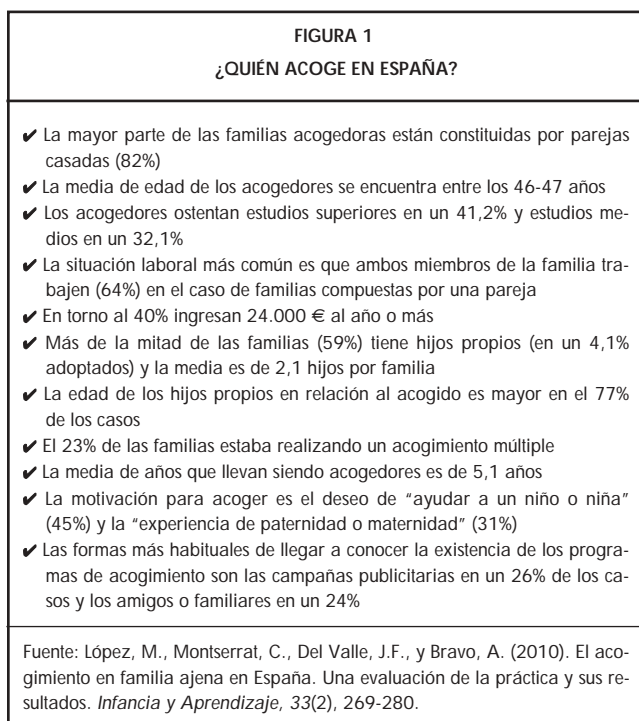 FIGURA 1
¿QUIÉN ACOGE EN ESPAÑA?
✔ La mayor parte de las familias acogedoras están constituidas por parejas
casadas (82%)
✔ La media de edad de los acogedores se encuentra entre los 46-47 años
✔ Los acogedores ostentan estudios superiores en un 41,2% y estudios me-
dios en un 32,1%
✔ La situación laboral más común es que ambos miembros de la familia tra-
bajen (64%) en el caso de familias compuestas por una pareja
✔ En torno al 40% ingresan 24.000 € al año o más
✔ Más de la mitad de las familias (59%) tiene hijos propios (en un 4,1%
adoptados) y la media es de 2,1 hijos por familia
✔ La edad de los hijos propios en relación al acogido es mayor en el 77%
de los casos
✔ El 23% de las familias estaba realizando un acogimiento múltiple
✔ La media de años que llevan siendo acogedores es de 5,1 años
✔ La motivación para acoger es el deseo de “ayudar a un niño o niña”
(45%) y la “experiencia de paternidad o maternidad” (31%)
✔ Las formas más habituales de llegar a conocer la existencia de los progra-
mas de acogimiento son las campañas publicitarias en un 26% de los ca-
sos y los amigos o familiares en un 24%
Fuente: López, M., Montserrat, C., Del Valle, J.F., y Bravo, A. (2010). El aco-
gimiento en familia ajena en España. Una evaluación de la práctica y sus re-
sultados. Infancia y Aprendizaje, 33(2), 269-280.